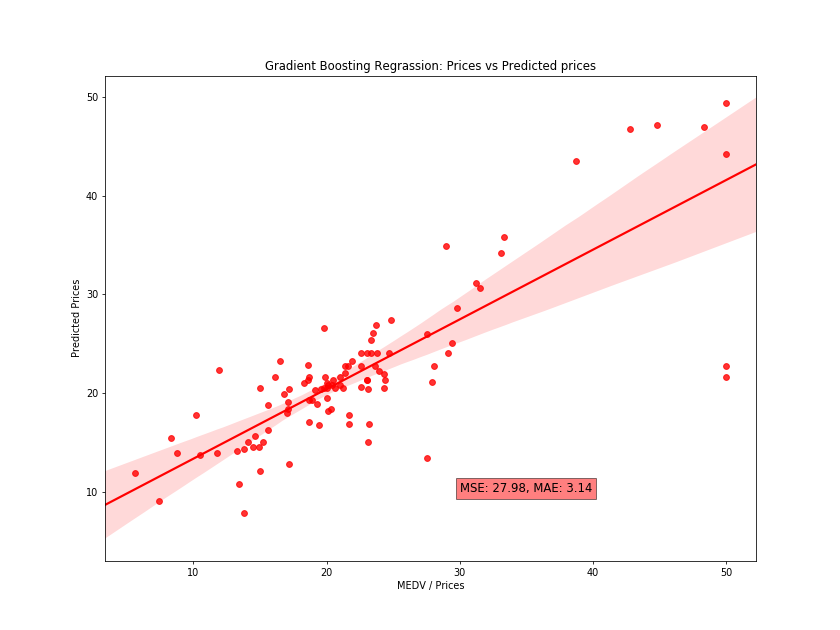 Gradient Boosting Regrassion: Prices vs Predicted prices
50
40
30
20
10
Predicted Prices
MSE: 27.98, MAE: 3.14
10 20 30 40 50
MEDV / Prices